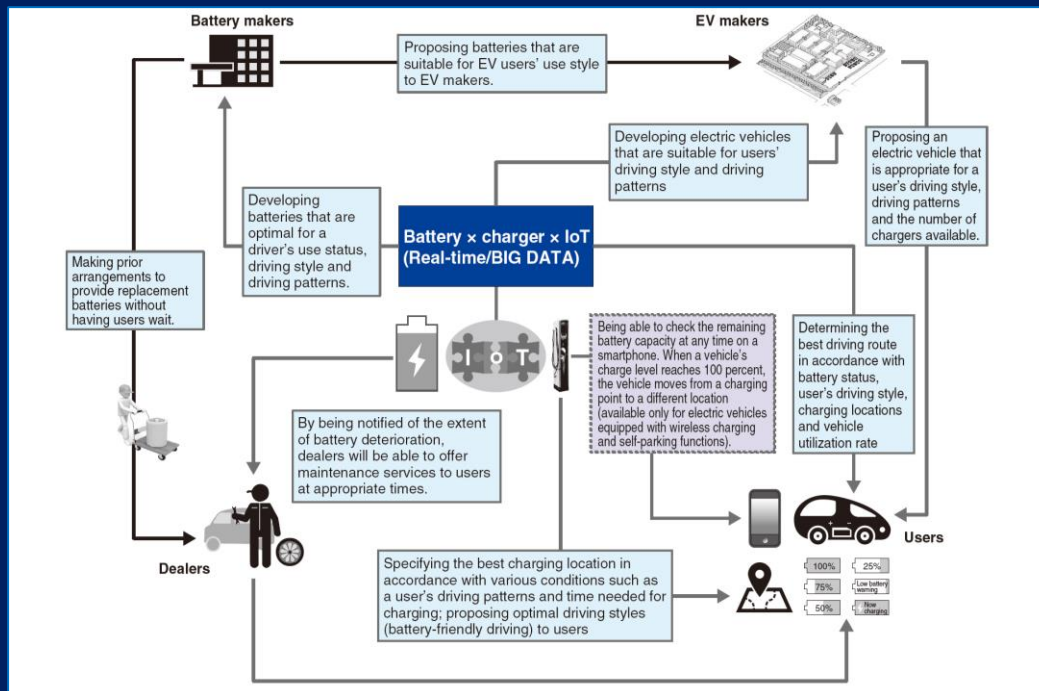 Battery makers
EV makers
Proposing batteries that are
suitable for EV users' use style
to EV makers.
Developing electric vehicles
that are suitable for users'
driving style and driving
patterns
Proposing an
electric vehicle that
is appropriate for a
user's driving style,
driving patterns
and the number of
chargers available.
Developing
batteries that are
optimal for a
driver's use status,
driving style and
driving patterns.
Battery × charger × IoT
(Real-time/BIG DATA)
Making prior
arrangements to
provide replacement
batteries without
having users wait.
IoT
Being able to check the remaining
battery capacity at any time on a
smartphone. When a vehicle's
charge level reaches 100 percent,
the vehicle moves from a charging
point to a different location
(available only for electric vehicles
equipped with wireless charging
and self-parking functions).
Determining the
best driving route
in accordance with
battery status,
user's driving style,
charging locations
and vehicle
utilization rate
By being notified of the extent
of battery deterioration,
dealers will be able to offer
maintenance services to users
at appropriate times.
Dealers
Users
Specifying the best charging location in
accordance with various conditions such as
a user's driving patterns and time needed for
charging; proposing optimal driving styles
(battery-friendly driving) to users
100%
25%
75%
Low battery
warning
50%
Now
charging